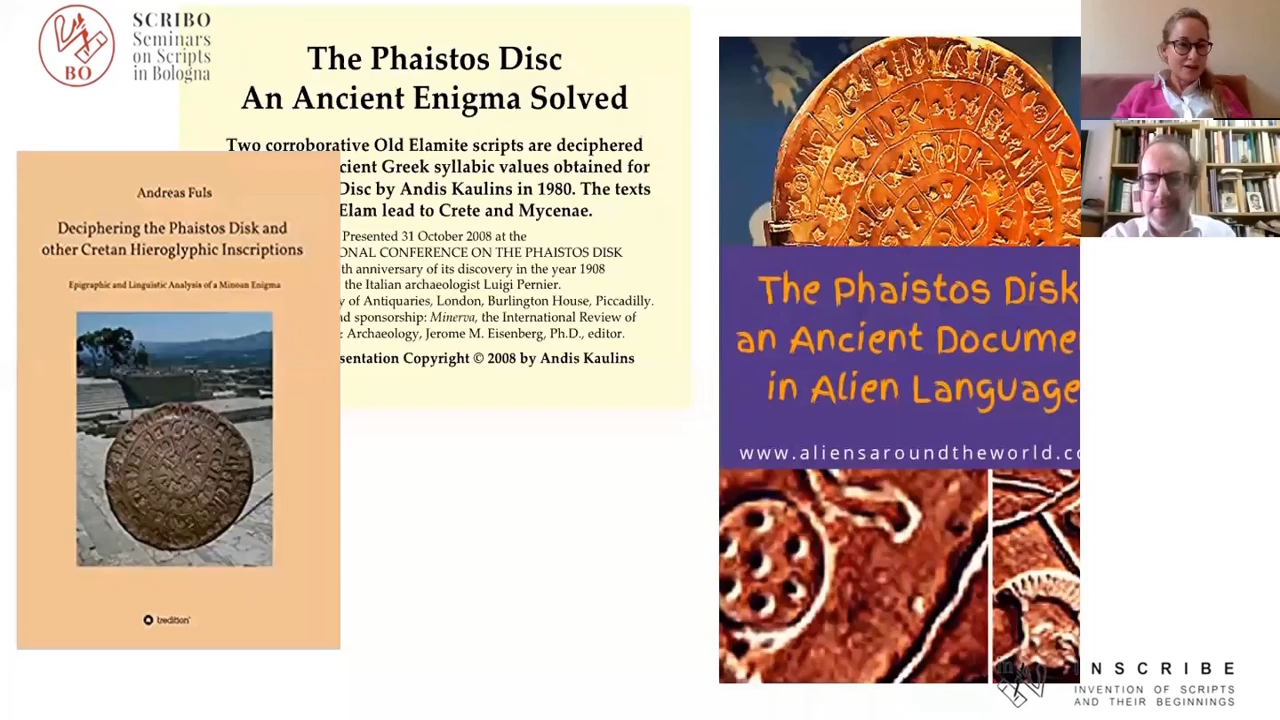 SCRIBO
Seminars
on Scripts
in Bologna
BO
The Phaistos Disc
An Ancient Enigma Solved
Two corroborative Old Elamite scripts are deciphered
cient Greek syllabic values obtained for
Disc by Andis Kaulins in 1980. The texts
Elam lead to Crete and Mycenae.
Presented 31 October 2008 at the
ONAL CONFERENCE ON THE PHAISTOS DISK
th anniversary of its discovery in the year 1908
the Italian archaeologist Luigi Pernier.
y of Antiquaries, London, Burlington House, Piccadilly.
nd sponsorship: Minerva, the International Review of
& Archaeology, Jerome M. Eisenberg, Ph.D., editor.
esentation Copyright © 2008 by Andis Kaulins
Andreas Fuls
Deciphering the Phaistos Disk and
other Cretan Hieroglyphic Inscriptions
Epigraphic and Linguistic Analysis of a Minoan Enigma
tredition
The Phaistos Disk
an Ancient Docume
in Alien Language
www.aliensaroundtheworld.co
INSCRIBE
INVENTION OF SCRIPTS
AND THEIR BEGINNINGS